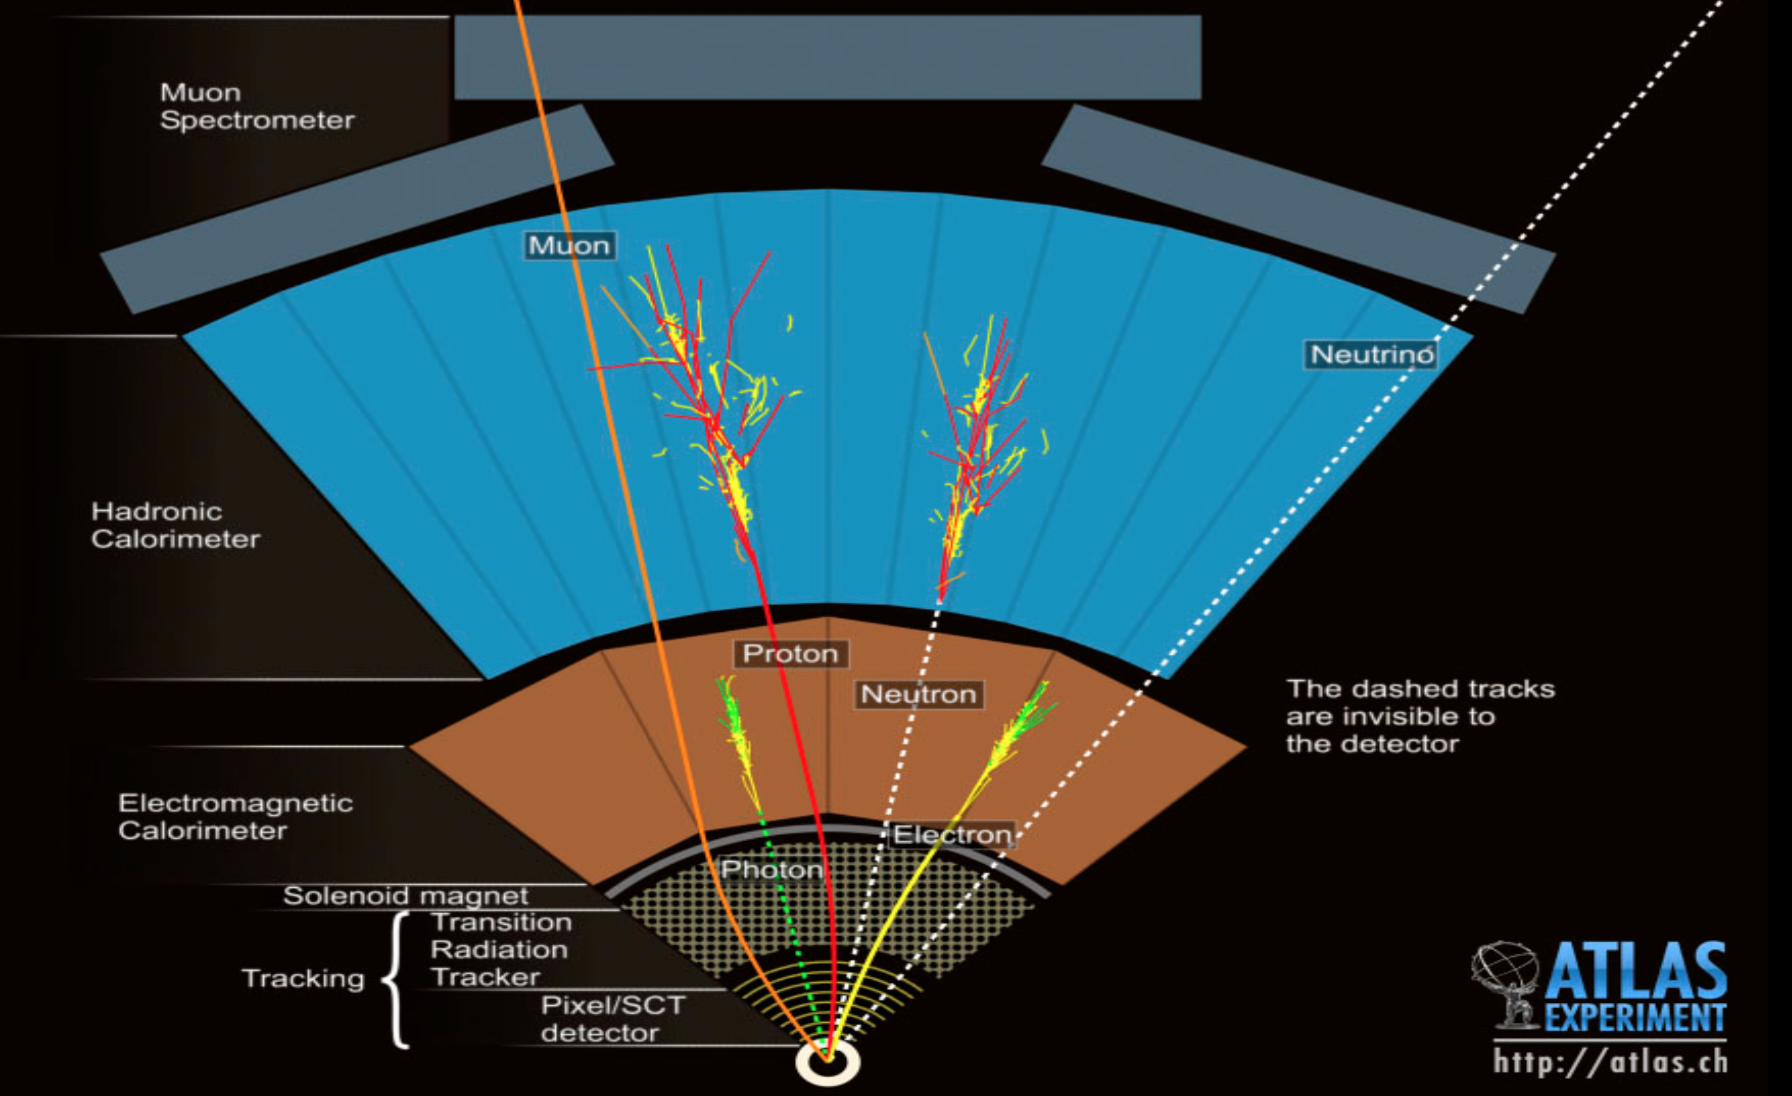 Muon
Spectrometer
Muon
Neutrino
Hadronic
Calorimeter
Proton
Neutron
The dashed tracks
are invisible to
the detector
Electromagnetic
Calorimeter
Electron
Photon
Solenoid magnet
Transition
Radiation
Tracker
Tracking
Pixel/SCT
detector
ATLAS
EXPERIMENT
http://atlas.ch